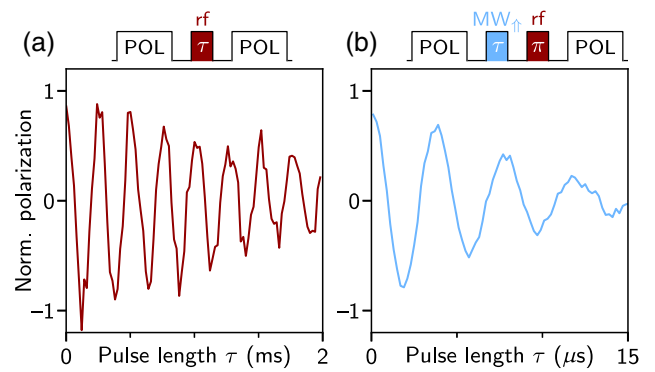 rf
(a) POL τ POL
MW⇑ rf
(b) POL τ π POL
Norm. polarization
1
0
−1
0 Pulse length τ (ms) 2
1
0
−1
0 Pulse length τ (μs) 15